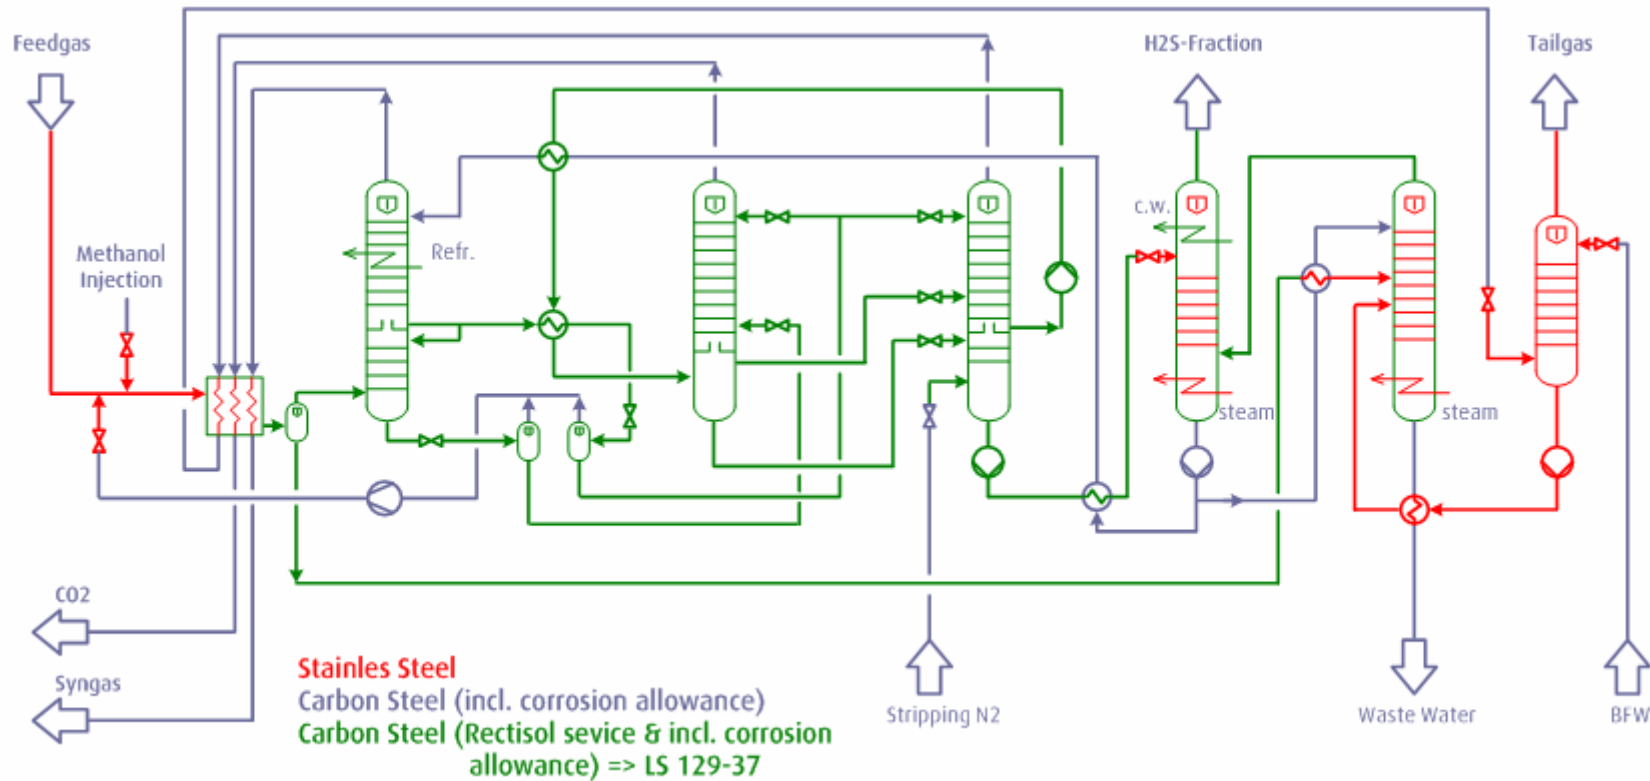 Feedgas
H2S-Fraction
Tailgas
c.w.
Refr.
Methanol
Injection
steam
steam
CO2
Syngas
Stainles Steel
Carbon Steel (incl. corrosion allowance)
Carbon Steel (Rectisol sevice & incl. corrosion
allowance) => LS 129-37
Stripping N2
Waste Water
BFW